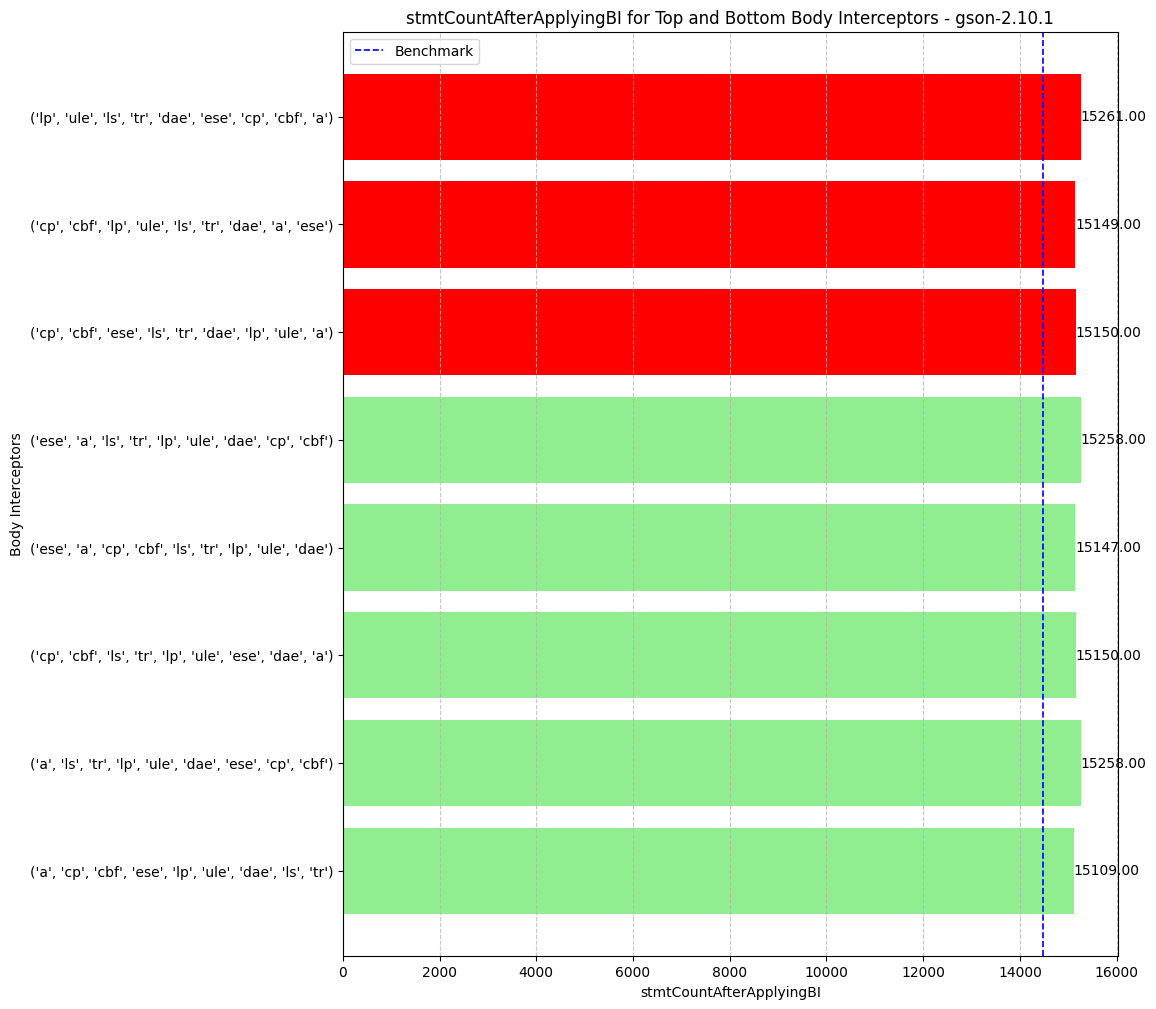 stmtCountAfterApplyingBI for Top and Bottom Body Interceptors - gson-2.10.1
Benchmark
('lp', 'ule', 'ls', 'tr', 'dae', 'ese', 'cp', 'cbf', 'a')
15261.00
('cp', 'cbf', 'lp', 'ule', 'ls', 'tr', 'dae', 'a', 'ese')
15149.00
('cp', 'cbf', 'ese', 'ls', 'tr', 'dae', 'lp', 'ule', 'a')
15150.00
('ese', 'a', 'ls', 'tr', 'lp', 'ule', 'dae', 'cp', 'cbf')
15258.00
('ese', 'a', 'cp', 'cbf', 'ls', 'tr', 'lp', 'ule', 'dae')
15147.00
('cp', 'cbf', 'ls', 'tr', 'lp', 'ule', 'ese', 'dae', 'a')
15150.00
('a', 'ls', 'tr', 'lp', 'ule', 'dae', 'ese', 'cp', 'cbf')
15258.00
('a', 'cp', 'cbf', 'ese', 'lp', 'ule', 'dae', 'ls', 'tr')
15109.00
Body Interceptors
0 2000 4000 6000 8000 10000 12000 14000 16000
stmtCountAfterApplyingBI